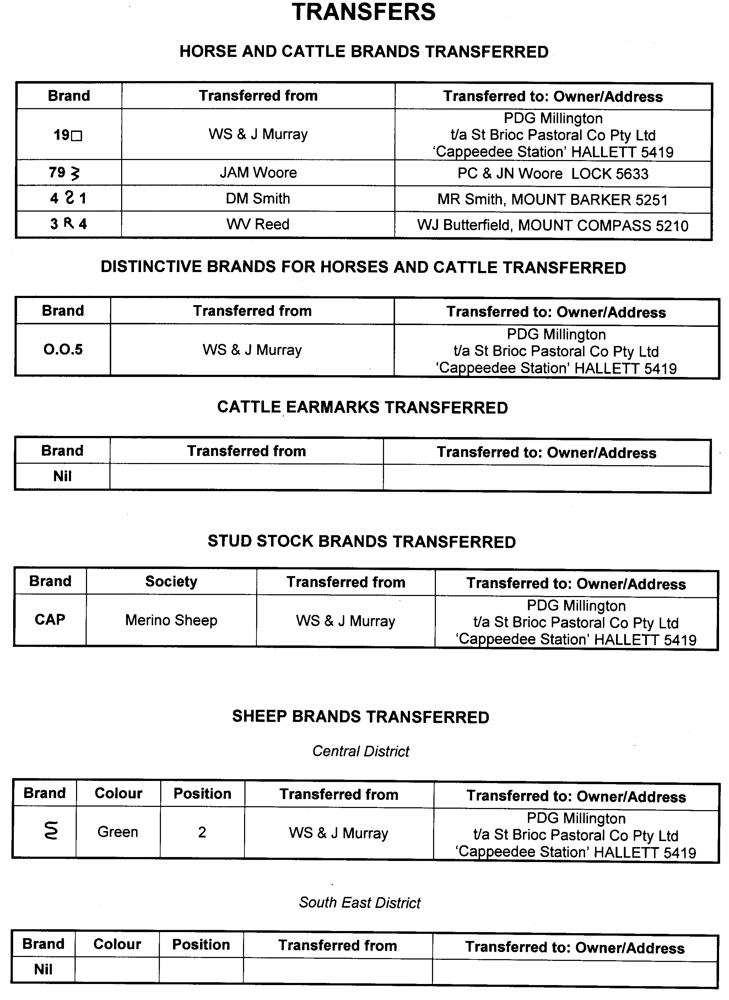 TRANSFERS
HORSE AND CATTLE BRANDS TRANSFERRED
Brand Transferred from Transferred to: Owner/Address
19□ WS & J Murray PDG Millington
t/a St Brioc Pastoral Co Pty Ltd
‘Cappeedee Station’ HALLETT 5419
79 JAM Woore PC & JN Woore LOCK 5633
4 1 DM Smith MR Smith, MOUNT BARKER 5251
3 R 4 WV Reed WJ Butterfield, MOUNT COMPASS 5210
DISTINCTIVE BRANDS FOR HORSES AND CATTLE TRANSFERRED
Brand Transferred from Transferred to: Owner/Address
O.O.5 WS & J Murray PDG Millington
t/a St Brioc Pastoral Co Pty Ltd
‘Cappeedee Station’ HALLETT 5419
CATTLE EARMARKS TRANSFERRED
Brand Transferred from Transferred to: Owner/Address
Nil
STUD STOCK BRANDS TRANSFERRED
Brand Society Transferred from Transferred to: Owner/Address
CAP Merino Sheep WS & J Murray PDG Millington
t/a St Brioc Pastoral Co Pty Ltd
‘Cappeedee Station’ HALLETT 5419
SHEEP BRANDS TRANSFERRED
Central District
Brand Colour Position Transferred from Transferred to: Owner/Address
Green 2 WS & J Murray PDG Millington
t/a St Brioc Pastoral Co Pty Ltd
‘Cappeedee Station’ HALLETT 5419
South East District
Brand Colour Position Transferred from Transferred to: Owner/Address
Nil